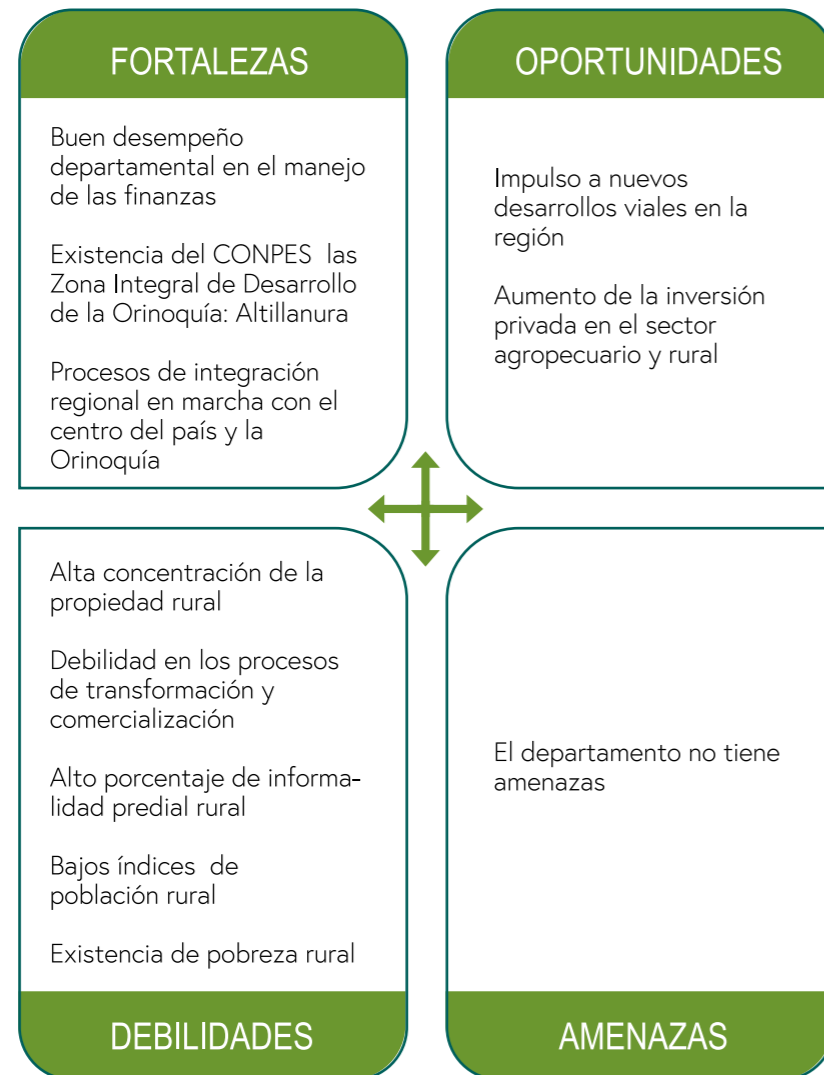 FORTALEZAS
Buen desempeño
departamental en el manejo
de las finanzas
Existencia del CONPES  las
Zona Integral de Desarrollo
de la Orinoquía: Altillanura
Procesos de integración
regional en marcha con el
centro del país y la
Orinoquía
OPORTUNIDADES
Impulso a nuevos
desarrollos viales en la
región
Aumento de la inversión
privada en el sector
agropecuario y rural
Alta concentración de la
propiedad rural
Debilidad en los procesos
de transformación y
comercialización
Alto porcentaje de informa-
lidad predial rural
Bajos índices  de
población rural
Existencia de pobreza rural
DEBILIDADES
El departamento no tiene
amenazas
AMENAZAS